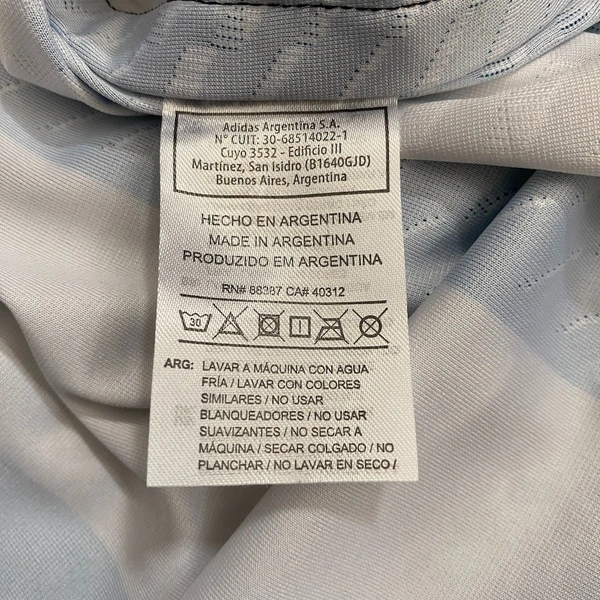 Adidas Argentina S.A.
N° CUIT: 30-68514022-1
Cuyo 3532 - Edificio III
Martínez, San Isidro (B1640GJD)
Buenos Aires, Argentina
HECHO EN ARGENTINA
MADE IN ARGENTINA
PRODUZIDO EM ARGENTINA
RN# 88387 CA# 40312
30
ARG: LAVAR A MÁQUINA CON AGUA
FRÍA / LAVAR CON COLORES
SIMILARES / NO USAR
BLANQUEADORES / NO USAR
SUAVIZANTES / NO SECAR A
MÁQUINA / SECAR COLGADO / NO
PLANCHAR / NO LAVAR EN SECO /